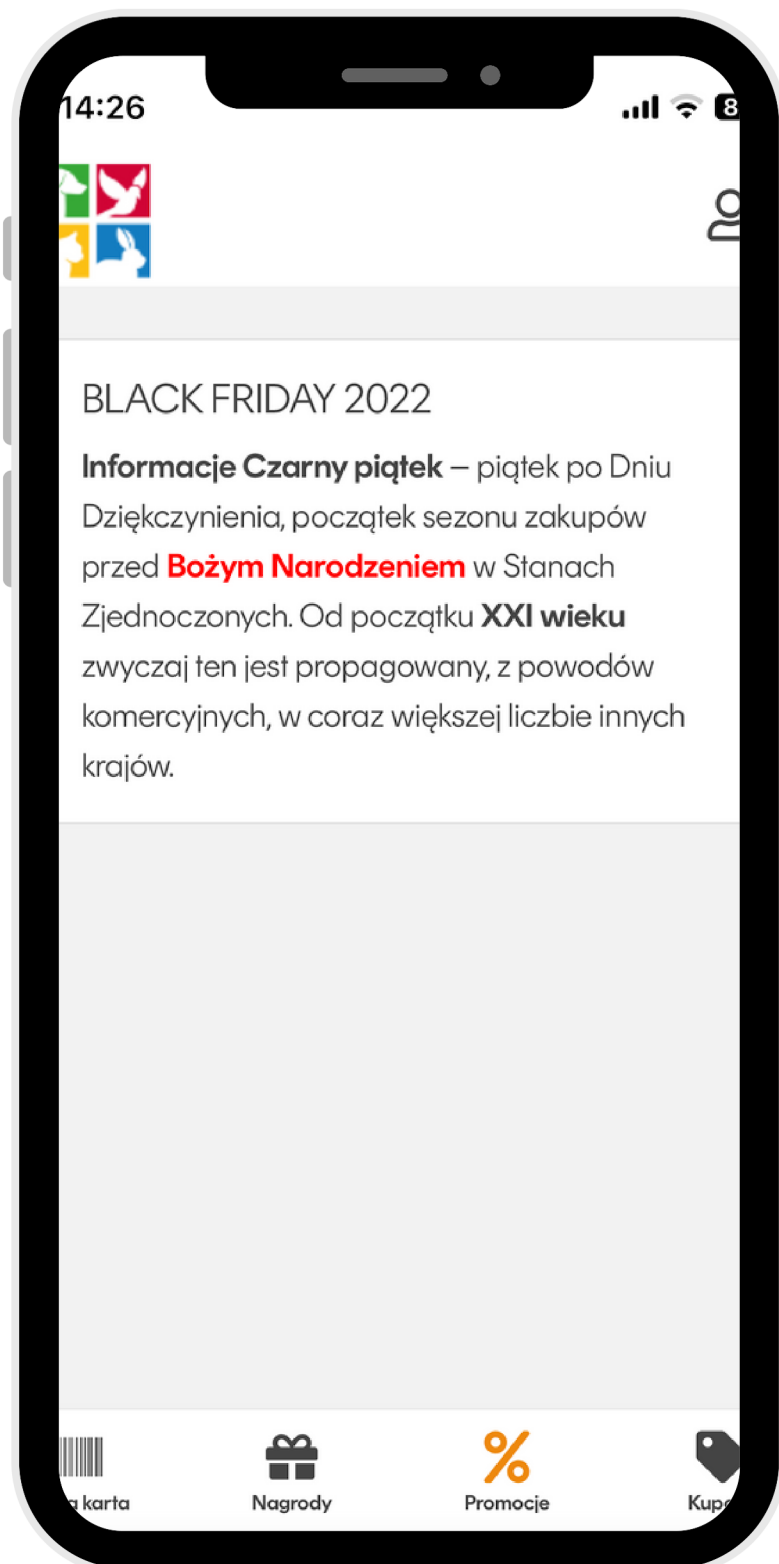 14:26
BLACK FRIDAY 2022
Informacje Czarny piątek – piątek po Dniu
Dziękczynienia, początek sezonu zakupów
przed Bożym Narodzeniem w Stanach
Zjednoczonych. Od początku XXI wieku
zwyczaj ten jest propagowany, z powodów
komercyjnych, w coraz większej liczbie innych
krajów.
karta Nagrody Promocje